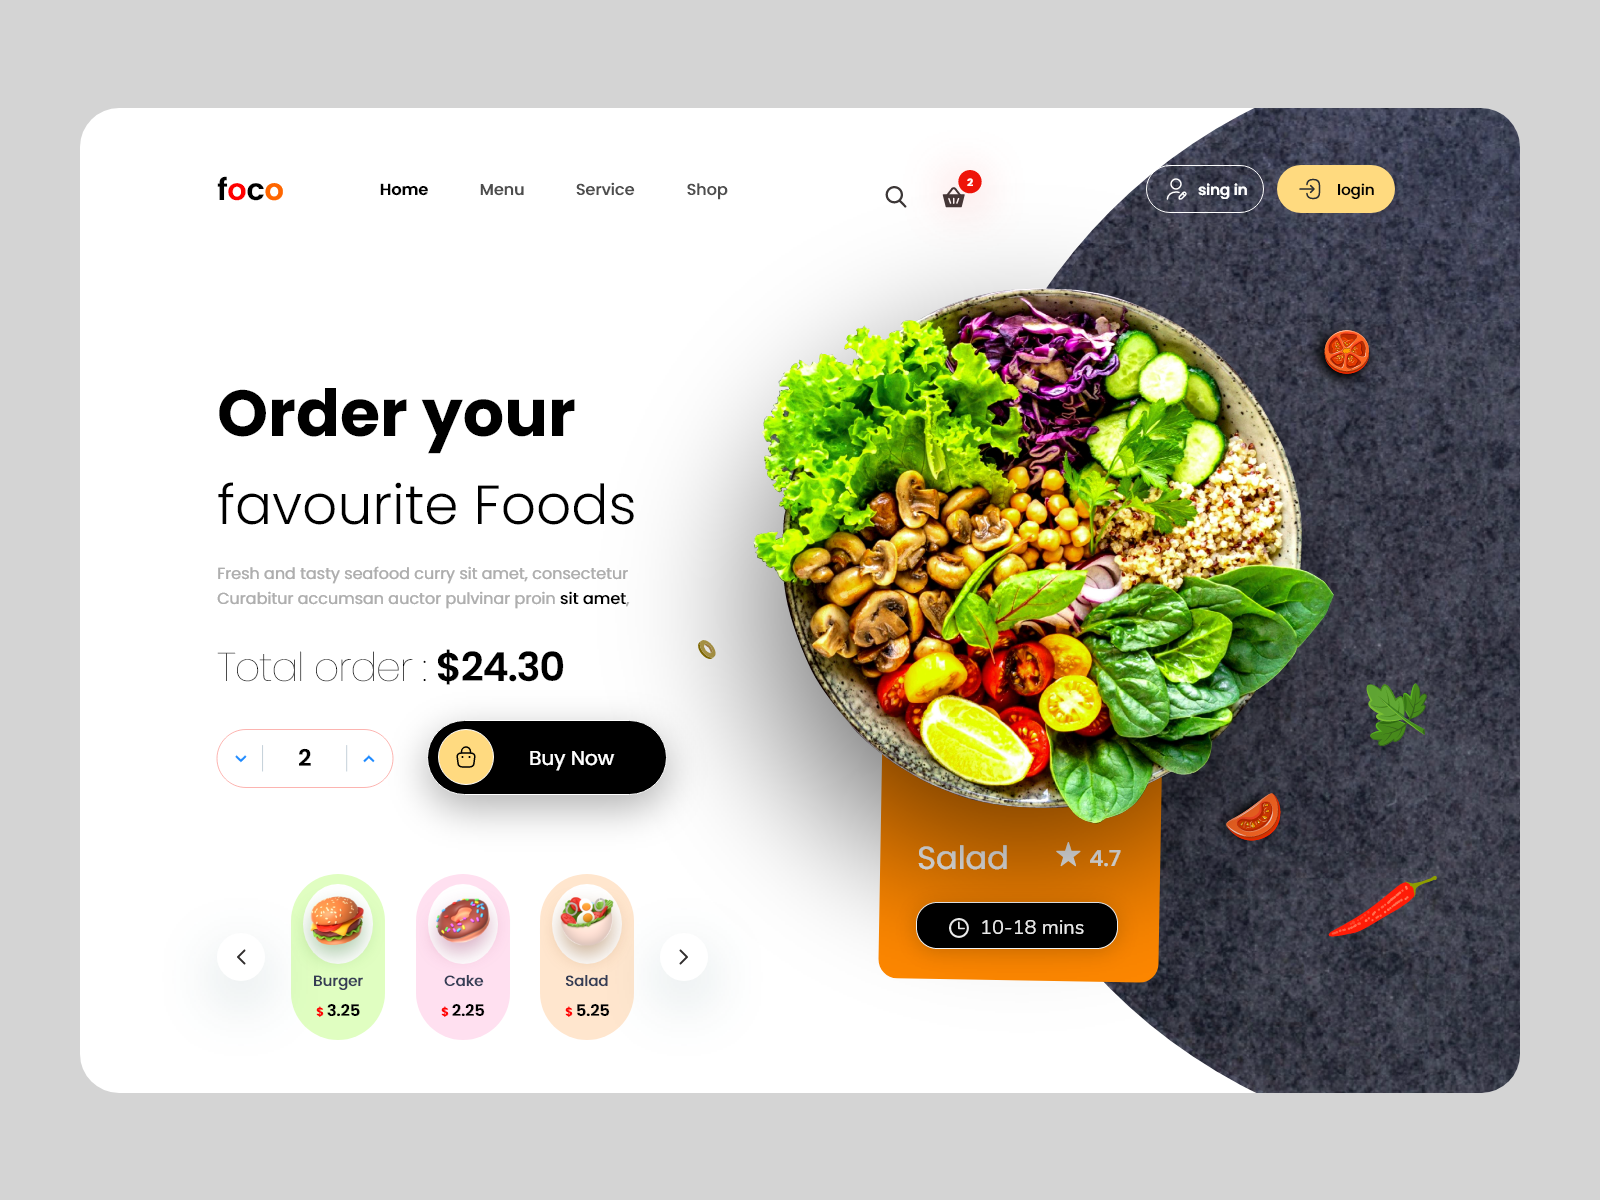 foco
Home
Menu
Service
Shop
2
sing in
login
Order your
favourite Foods
Fresh and tasty seafood curry sit amet, consectetur
Curabitur accumsan auctor pulvinar proin sit amet,
Total order : $24.30
2
Buy Now
Salad
4.7
10-18 mins
Burger
$ 3.25
Cake
$ 2.25
Salad
$ 5.25